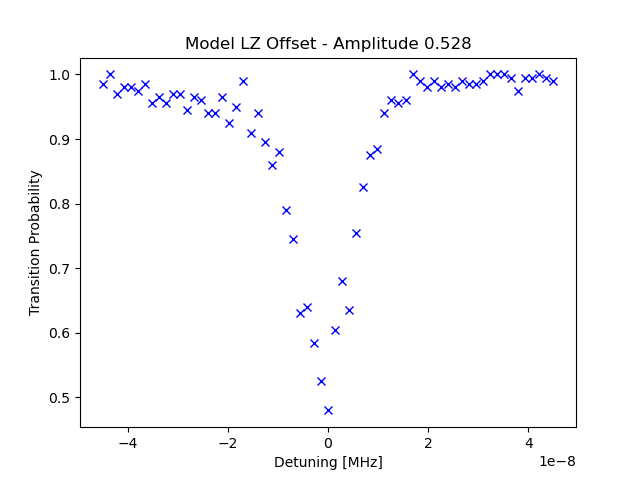 Model LZ Offset - Amplitude 0.528
Transition Probability
1.0
0.9
0.8
0.7
0.6
0.5
−4
−2
0
2
4
1e−8
Detuning [MHz]